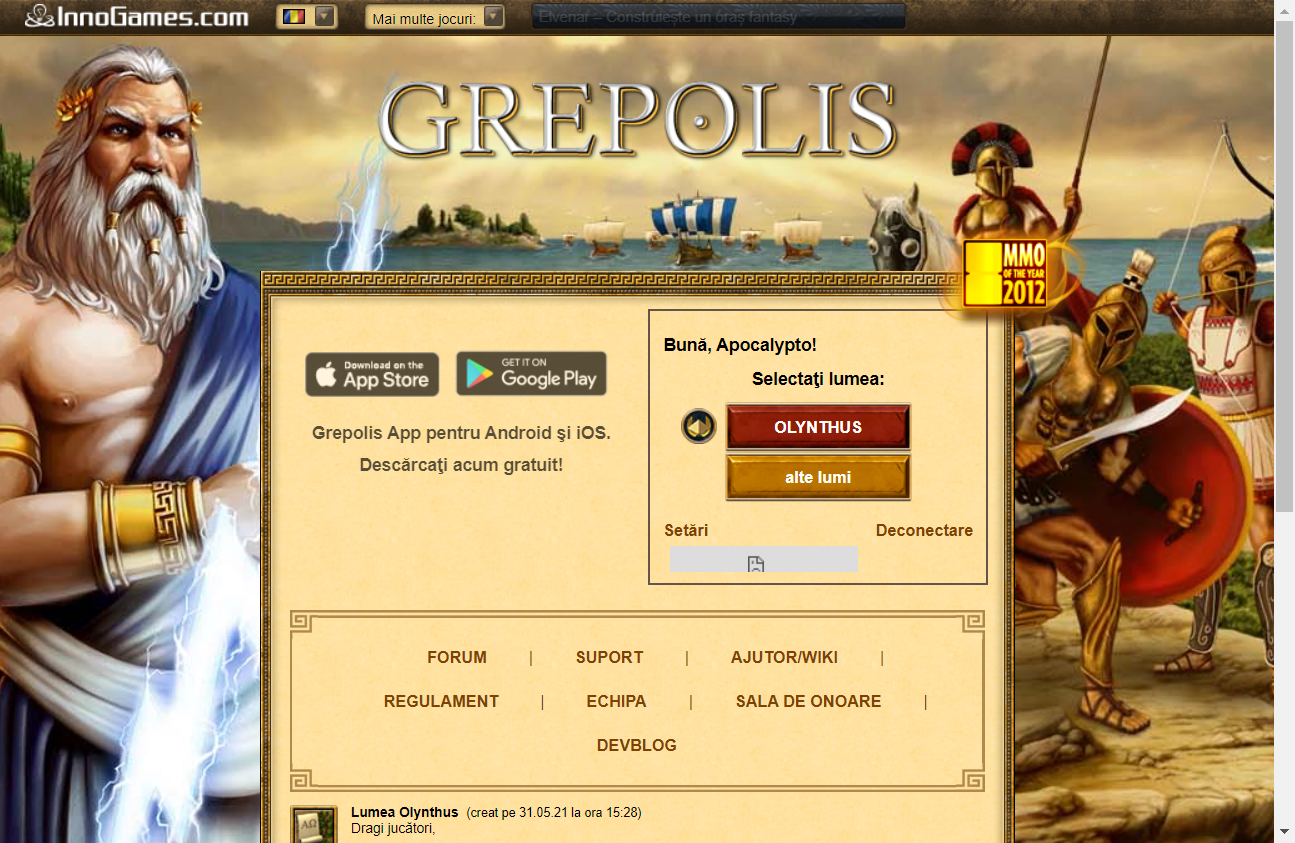 InnoGames.com
Mai multe jocuri:
Elvenar – Construiește un oraș fantasy
GREPOLIS
MMO
OF THE YEAR
2012
Download on the
App Store
GET IT ON
Google Play
Grepolis App pentru Android şi iOS.
Descărcaţi acum gratuit!
Bună, Apocalypto!
Selectaţi lumea:
OLYNTHUS
alte lumi
Setări
Deconectare
FORUM | SUPORT | AJUTOR/WIKI |
REGULAMENT | ECHIPA | SALA DE ONOARE |
DEVBLOG
ΑΩ
Lumea Olynthus (creat pe 31.05.21 la ora 15:28)
Dragi jucători,